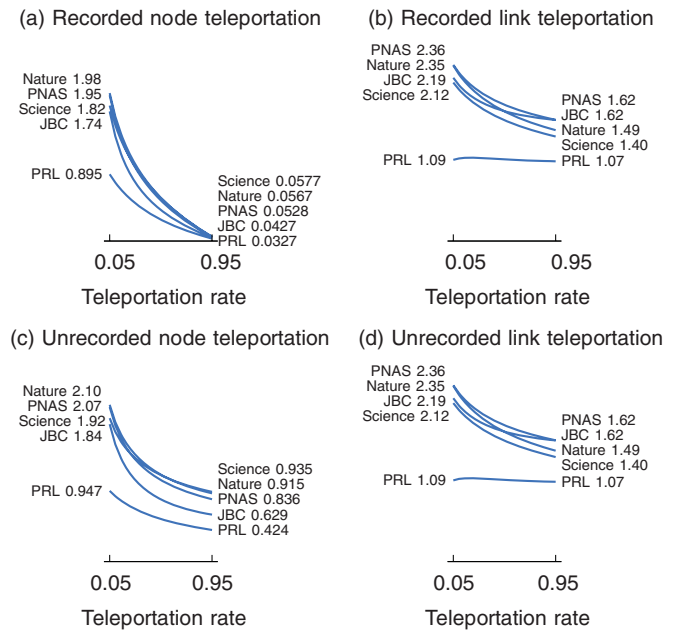 (a) Recorded node teleportation
Nature 1.98
PNAS 1.95
Science 1.82
JBC 1.74
PRL 0.895
Science 0.0577
Nature 0.0567
PNAS 0.0528
JBC 0.0427
PRL 0.0327
0.05 0.95
Teleportation rate
(b) Recorded link teleportation
PNAS 2.36
Nature 2.35
JBC 2.19
Science 2.12
PRL 1.09
PNAS 1.62
JBC 1.62
Nature 1.49
Science 1.40
PRL 1.07
0.05 0.95
Teleportation rate
(c) Unrecorded node teleportation
Nature 2.10
PNAS 2.07
Science 1.92
JBC 1.84
PRL 0.947
Science 0.935
Nature 0.915
PNAS 0.836
JBC 0.629
PRL 0.424
0.05 0.95
Teleportation rate
(d) Unrecorded link teleportation
PNAS 2.36
Nature 2.35
JBC 2.19
Science 2.12
PRL 1.09
PNAS 1.62
JBC 1.62
Nature 1.49
Science 1.40
PRL 1.07
0.05 0.95
Teleportation rate